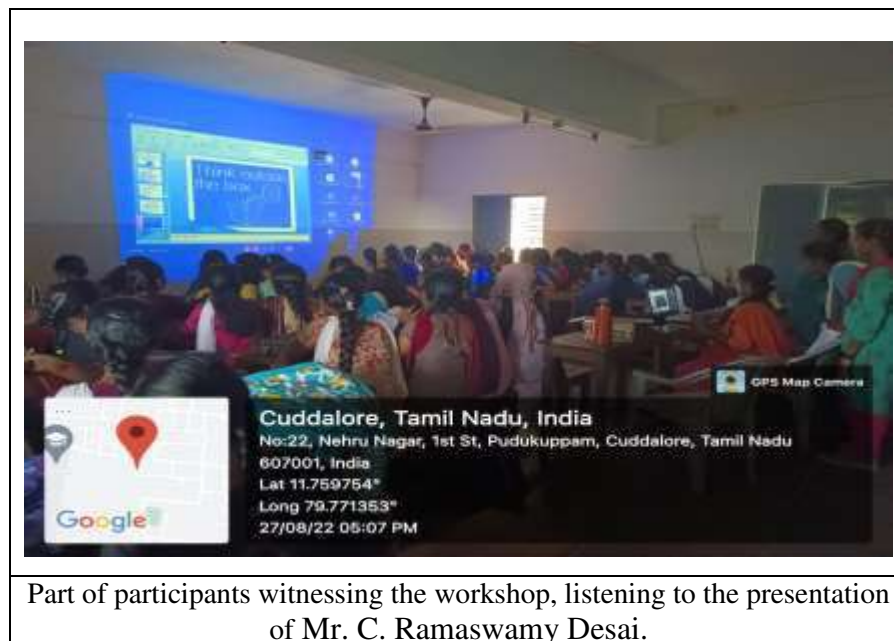 Think outside
the box
GPS Map Camera
Cuddalore, Tamil Nadu, India
No:22, Nehru Nagar, 1st St, Pudukuppam, Cuddalore, Tamil Nadu
607001, India
Lat 11.759754°
Long 79.771353°
27/08/22 05:07 PM
Google
Part of participants witnessing the workshop, listening to the presentation
of Mr. C. Ramaswamy Desai.